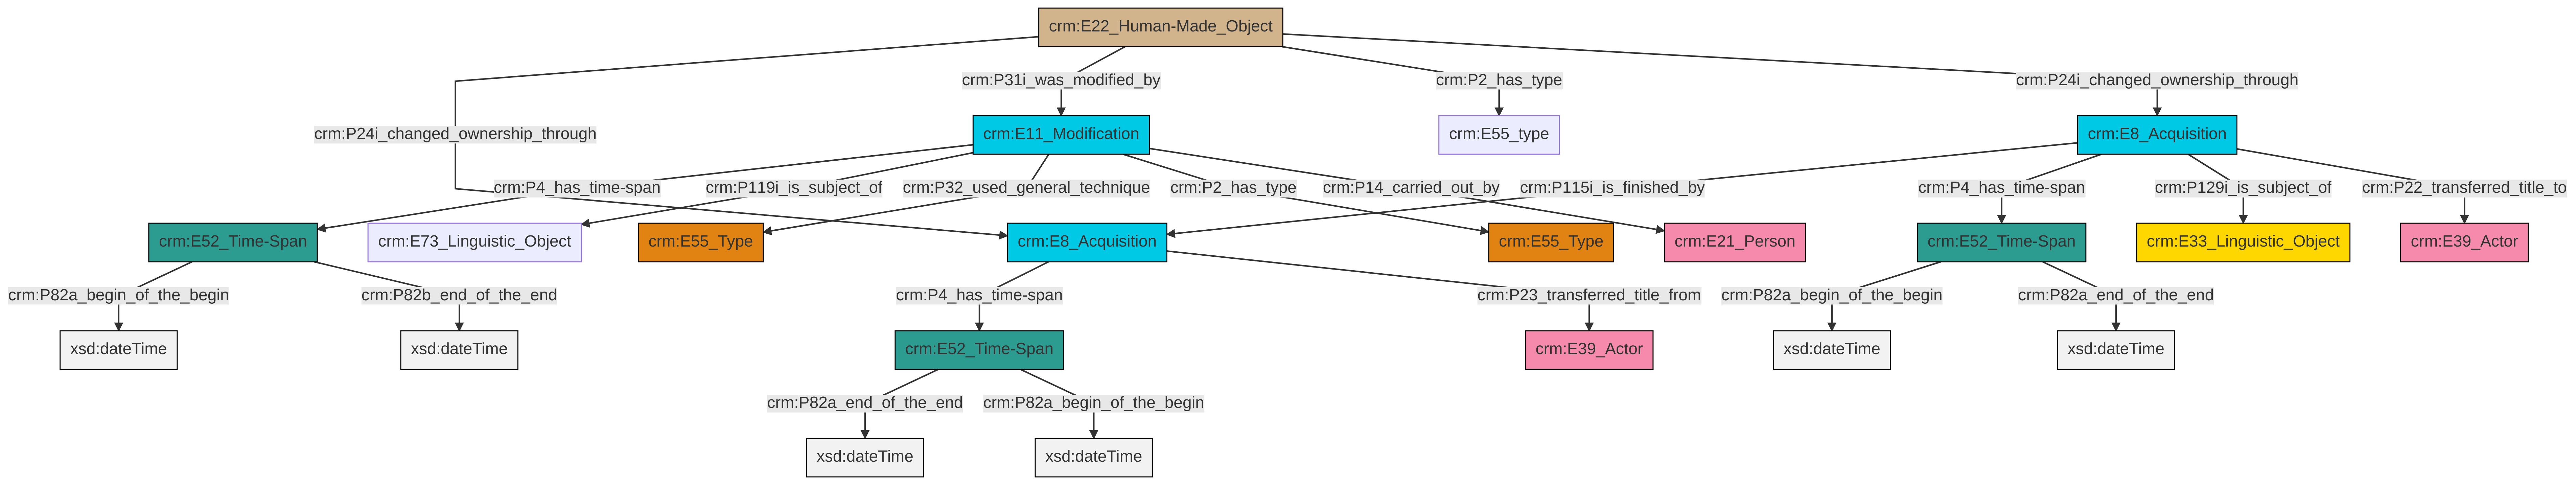 crm:E22_Human-Made_Object
crm:P31i_was_modified_by
crm:P2_has_type
crm:P24i_changed_ownership_through
crm:P24i_changed_ownership_through
crm:E11_Modification
crm:E55_type
crm:E8_Acquisition
crm:P4_has_time-span
crm:P119i_is_subject_of
crm:P32_used_general_technique
crm:P2_has_type
crm:P14_carried_out_by
crm:P115i_is_finished_by
crm:P4_has_time-span
crm:P129i_is_subject_of
crm:P22_transferred_title_to
crm:E52_Time-Span
crm:E73_Linguistic_Object
crm:E55_Type
crm:E8_Acquisition
crm:E55_Type
crm:E21_Person
crm:E52_Time-Span
crm:E33_Linguistic_Object
crm:E39_Actor
crm:P82a_begin_of_the_begin
crm:P82b_end_of_the_end
crm:P4_has_time-span
crm:P23_transferred_title_from
crm:P82a_begin_of_the_begin
crm:P82a_end_of_the_end
xsd:dateTime
xsd:dateTime
crm:E52_Time-Span
crm:E39_Actor
xsd:dateTime
xsd:dateTime
crm:P82a_end_of_the_end
crm:P82a_begin_of_the_begin
xsd:dateTime
xsd:dateTime